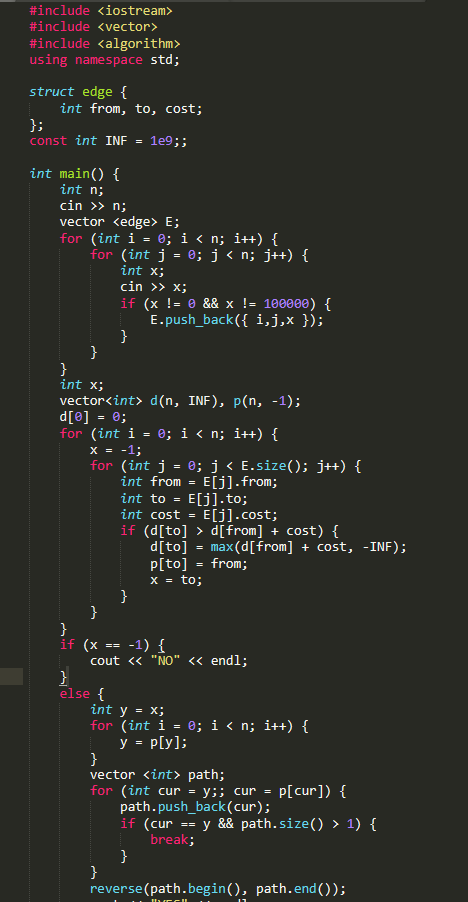 #include <iostream>
#include <vector>
#include <algorithm>
using namespace std;

struct edge {
    int from, to, cost;
};
const int INF = 1e9;;

int main() {
    int n;
    cin >> n;
    vector <edge> E;
    for (int i = 0; i < n; i++) {
        for (int j = 0; j < n; j++) {
            int x;
            cin >> x;
            if (x != 0 && x != 100000) {
                E.push_back({ i,j,x });
            }
        }
    }
    int x;
    vector<int> d(n, INF), p(n, -1);
    d[0] = 0;
    for (int i = 0; i < n; i++) {
        x = -1;
        for (int j = 0; j < E.size(); j++) {
            int from = E[j].from;
            int to = E[j].to;
            int cost = E[j].cost;
            if (d[to] > d[from] + cost) {
                d[to] = max(d[from] + cost, -INF);
                p[to] = from;
                x = to;
            }
        }
    }
    if (x == -1) {
        cout << "NO" << endl;
    }
    else {
        int y = x;
        for (int i = 0; i < n; i++) {
            y = p[y];
        }
        vector <int> path;
        for (int cur = y;; cur = p[cur]) {
            path.push_back(cur);
            if (cur == y && path.size() > 1) {
                break;
            }
        }
        reverse(path.begin(), path.end());